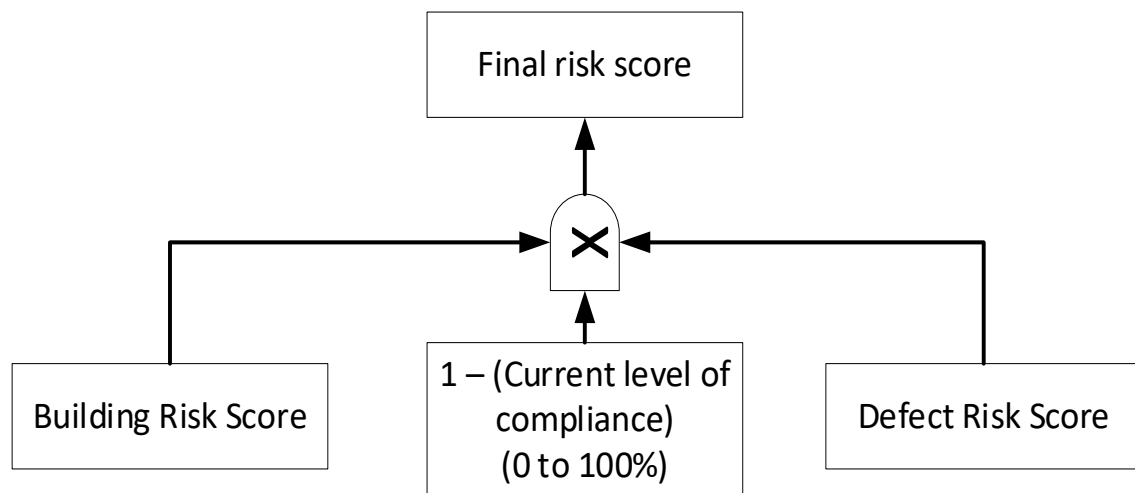 Final risk score
X
Building Risk Score
1 – (Current level of
compliance)
(0 to 100%)
Defect Risk Score